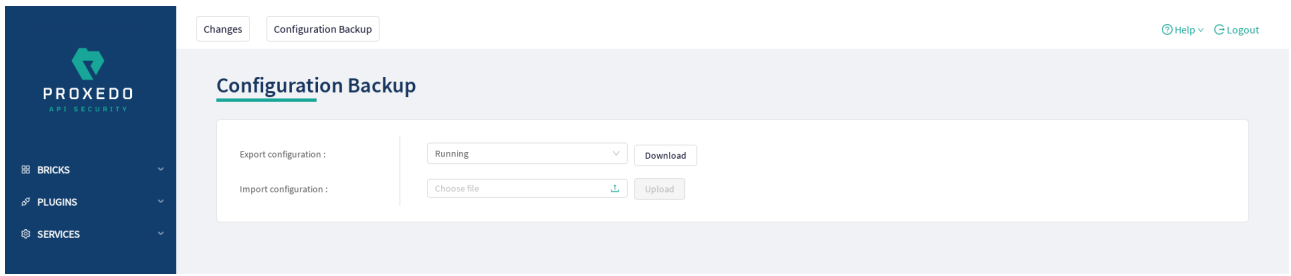 Changes
Configuration Backup
Help
Logout
PROXEDO
API SECURITY
BRICKS
PLUGINS
SERVICES
Configuration Backup
Export configuration :
Running
Download
Import configuration :
Choose file
Upload